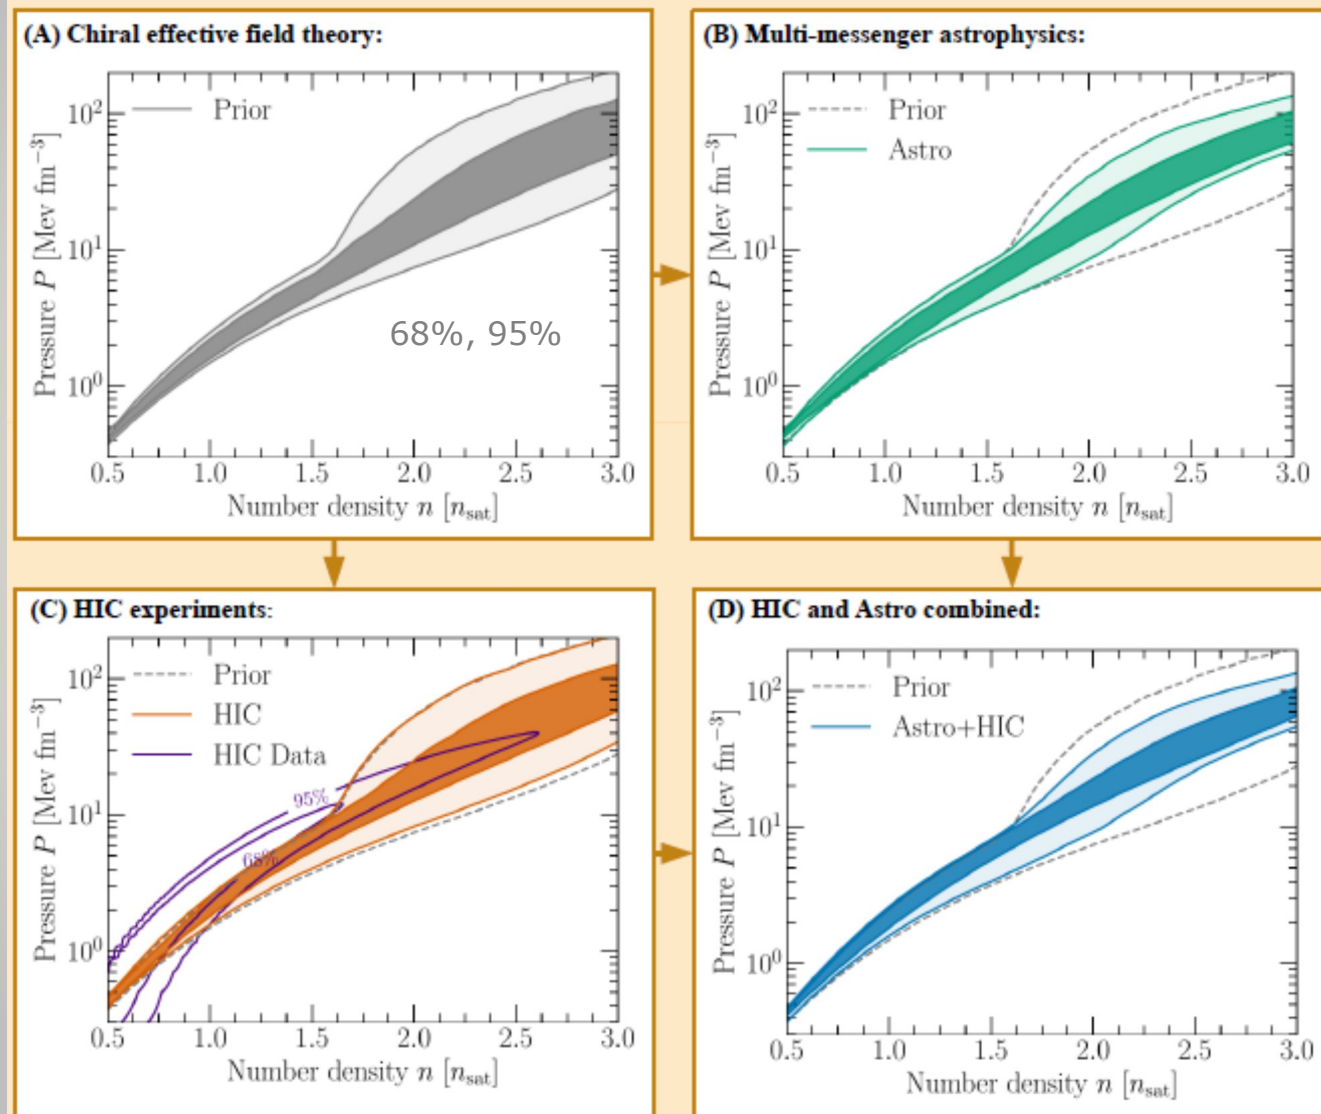 (A) Chiral effective field theory:
Prior
68%, 95%
Pressure P [Mev fm⁻³]
10²
10¹
10⁰
0.5 1.0 1.5 2.0 2.5 3.0
Number density n [n_sat]
(B) Multi-messenger astrophysics:
Prior
Astro
Pressure P [Mev fm⁻³]
10²
10¹
10⁰
0.5 1.0 1.5 2.0 2.5 3.0
Number density n [n_sat]
(C) HIC experiments:
Prior
HIC
HIC Data
95%
68%
Pressure P [Mev fm⁻³]
10²
10¹
10⁰
0.5 1.0 1.5 2.0 2.5 3.0
Number density n [n_sat]
(D) HIC and Astro combined:
Prior
Astro+HIC
Pressure P [Mev fm⁻³]
10²
10¹
10⁰
0.5 1.0 1.5 2.0 2.5 3.0
Number density n [n_sat]